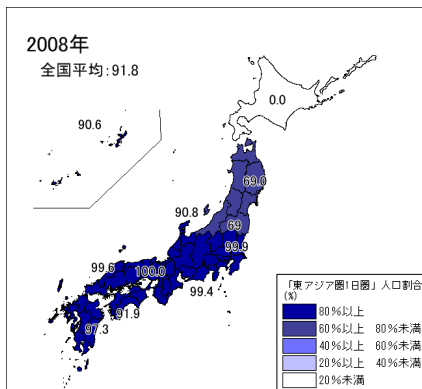 2008年
全国平均:91.8
0.0
90.6
69.0
90.8
69
99.9
99.6
100.0
99.4
91.9
97.3
「東アジア圏1日圏」人口割合
(%)
80%以上
60%以上 80%未満
40%以上 60%未満
20%以上 40%未満
20%未満